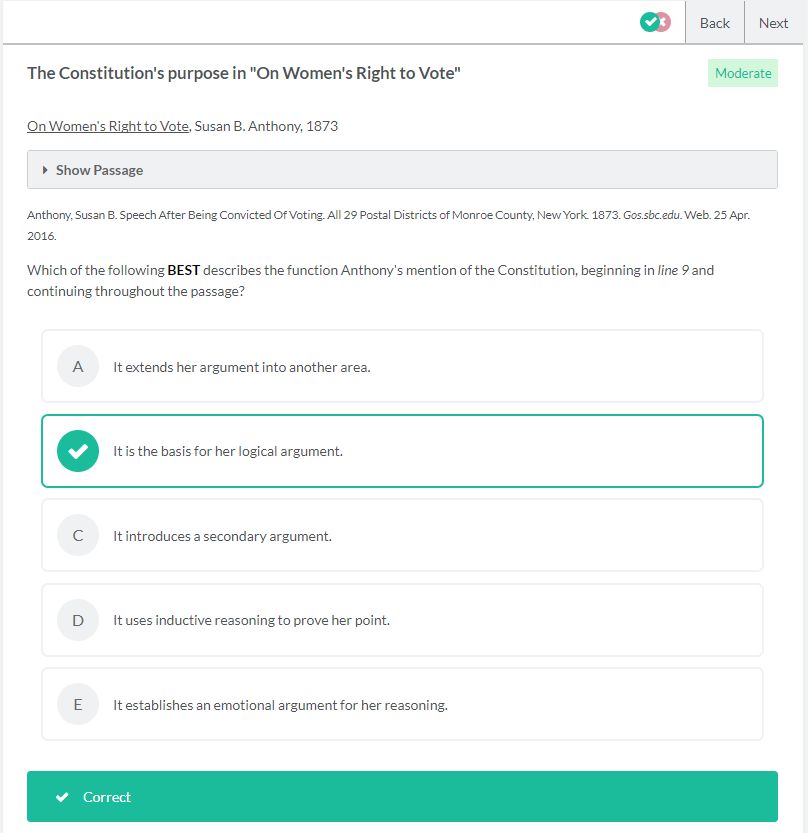 Back Next
The Constitution's purpose in "On Women's Right to Vote"
Moderate
On Women's Right to Vote, Susan B. Anthony, 1873
Show Passage
Anthony, Susan B. Speech After Being Convicted Of Voting. All 29 Postal Districts of Monroe County, New York. 1873. Gos.sbc.edu. Web. 25 Apr.
2016.
Which of the following BEST describes the function Anthony's mention of the Constitution, beginning in line 9 and
continuing throughout the passage?
A It extends her argument into another area.
It is the basis for her logical argument.
C It introduces a secondary argument.
D It uses inductive reasoning to prove her point.
E It establishes an emotional argument for her reasoning.
Correct